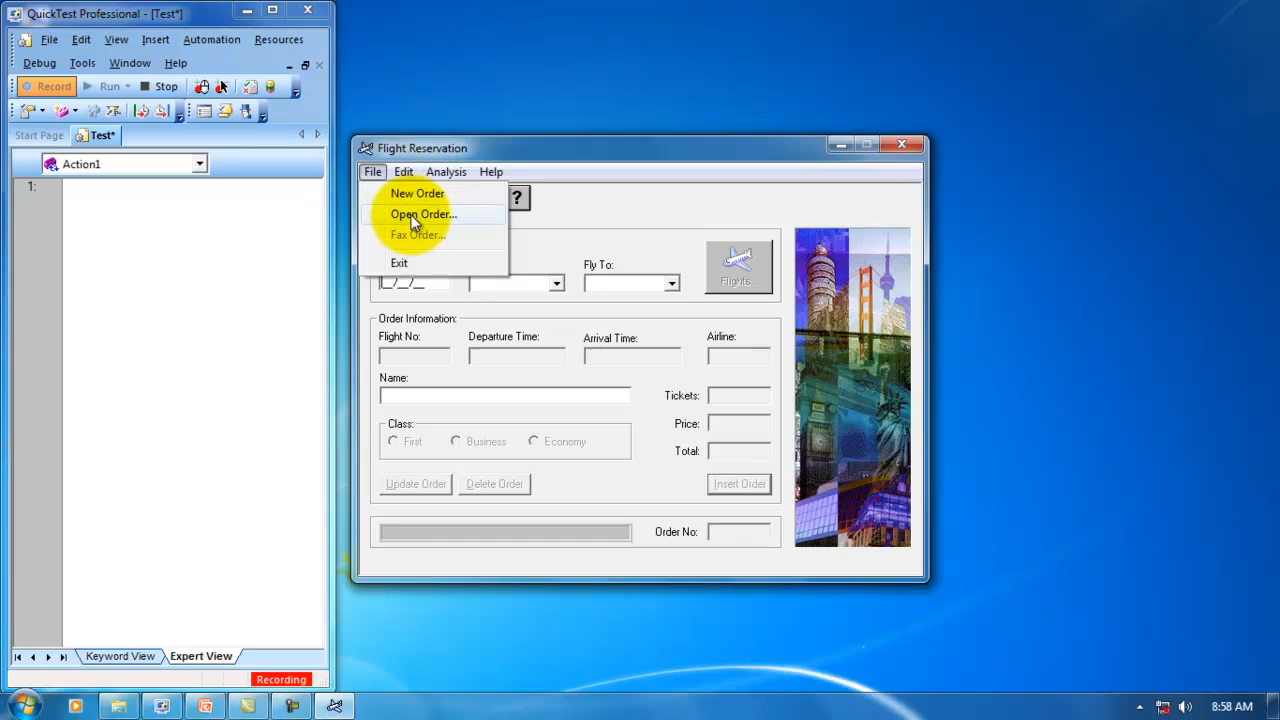 QuickTest Professional - [Test*]
File Edit View Insert Automation Resources
Debug Tools Window Help
Record Run Stop
Start Page Test*
Action1
1:
Keyword View Expert View
Recording
Flight Reservation
File Edit Analysis Help
New Order
Open Order...
Fax Order...
Exit
?
__/__/__
Fly To:
Flights...
Order Information:
Flight No: Departure Time: Arrival Time: Airline:
Name:
Tickets:
Class:
Price:
First Business Economy
Total:
Update Order Delete Order Insert Order
Order No:
8:58 AM